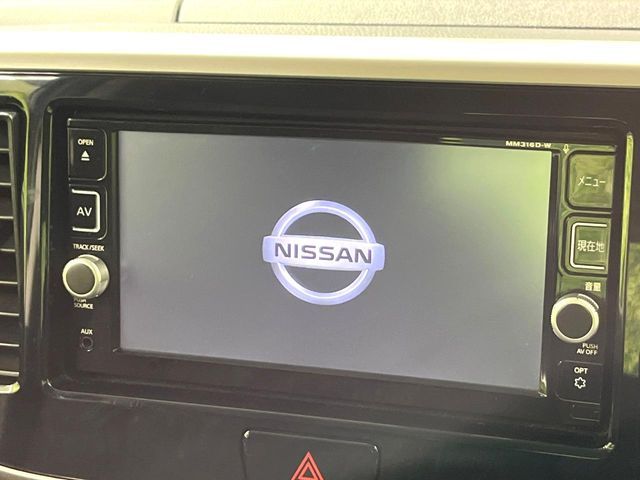 MM316D-W
OPEN
AV
TRACK/SEEK
PUSH
SOURCE
AUX
NISSAN
メニュー
現在地
音量
PUSH
AV OFF
OPT